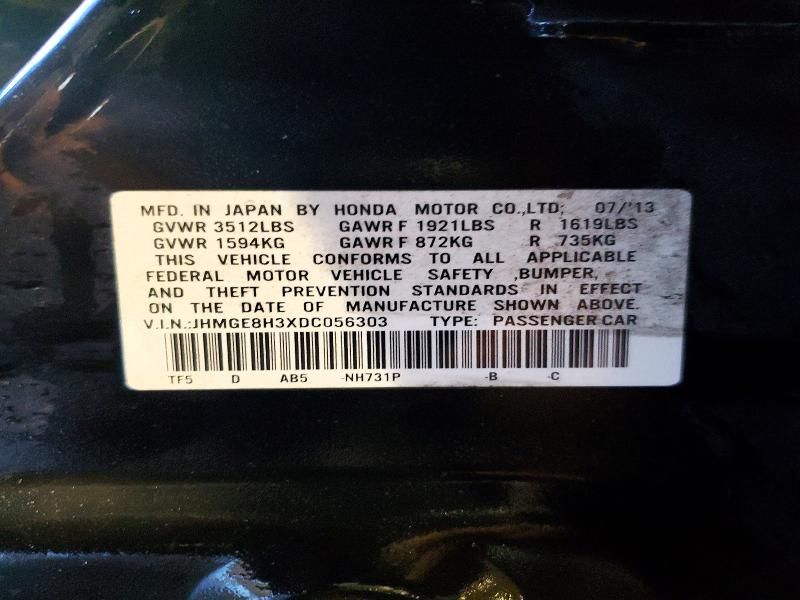 MFD. IN JAPAN BY HONDA MOTOR CO.,LTD; 07/'13
GVWR 3512LBS GAWR F 1921LBS R 1619LBS
GVWR 1594KG GAWR F 872KG R 735KG
THIS VEHICLE CONFORMS TO ALL APPLICABLE
FEDERAL MOTOR VEHICLE SAFETY ,BUMPER,
AND THEFT PREVENTION STANDARDS IN EFFECT
ON THE DATE OF MANUFACTURE SHOWN ABOVE.
V.I.N.:JHMGE8H3XDC056303 TYPE: PASSENGER CAR
TF5 D AB5 -NH731P -B -C